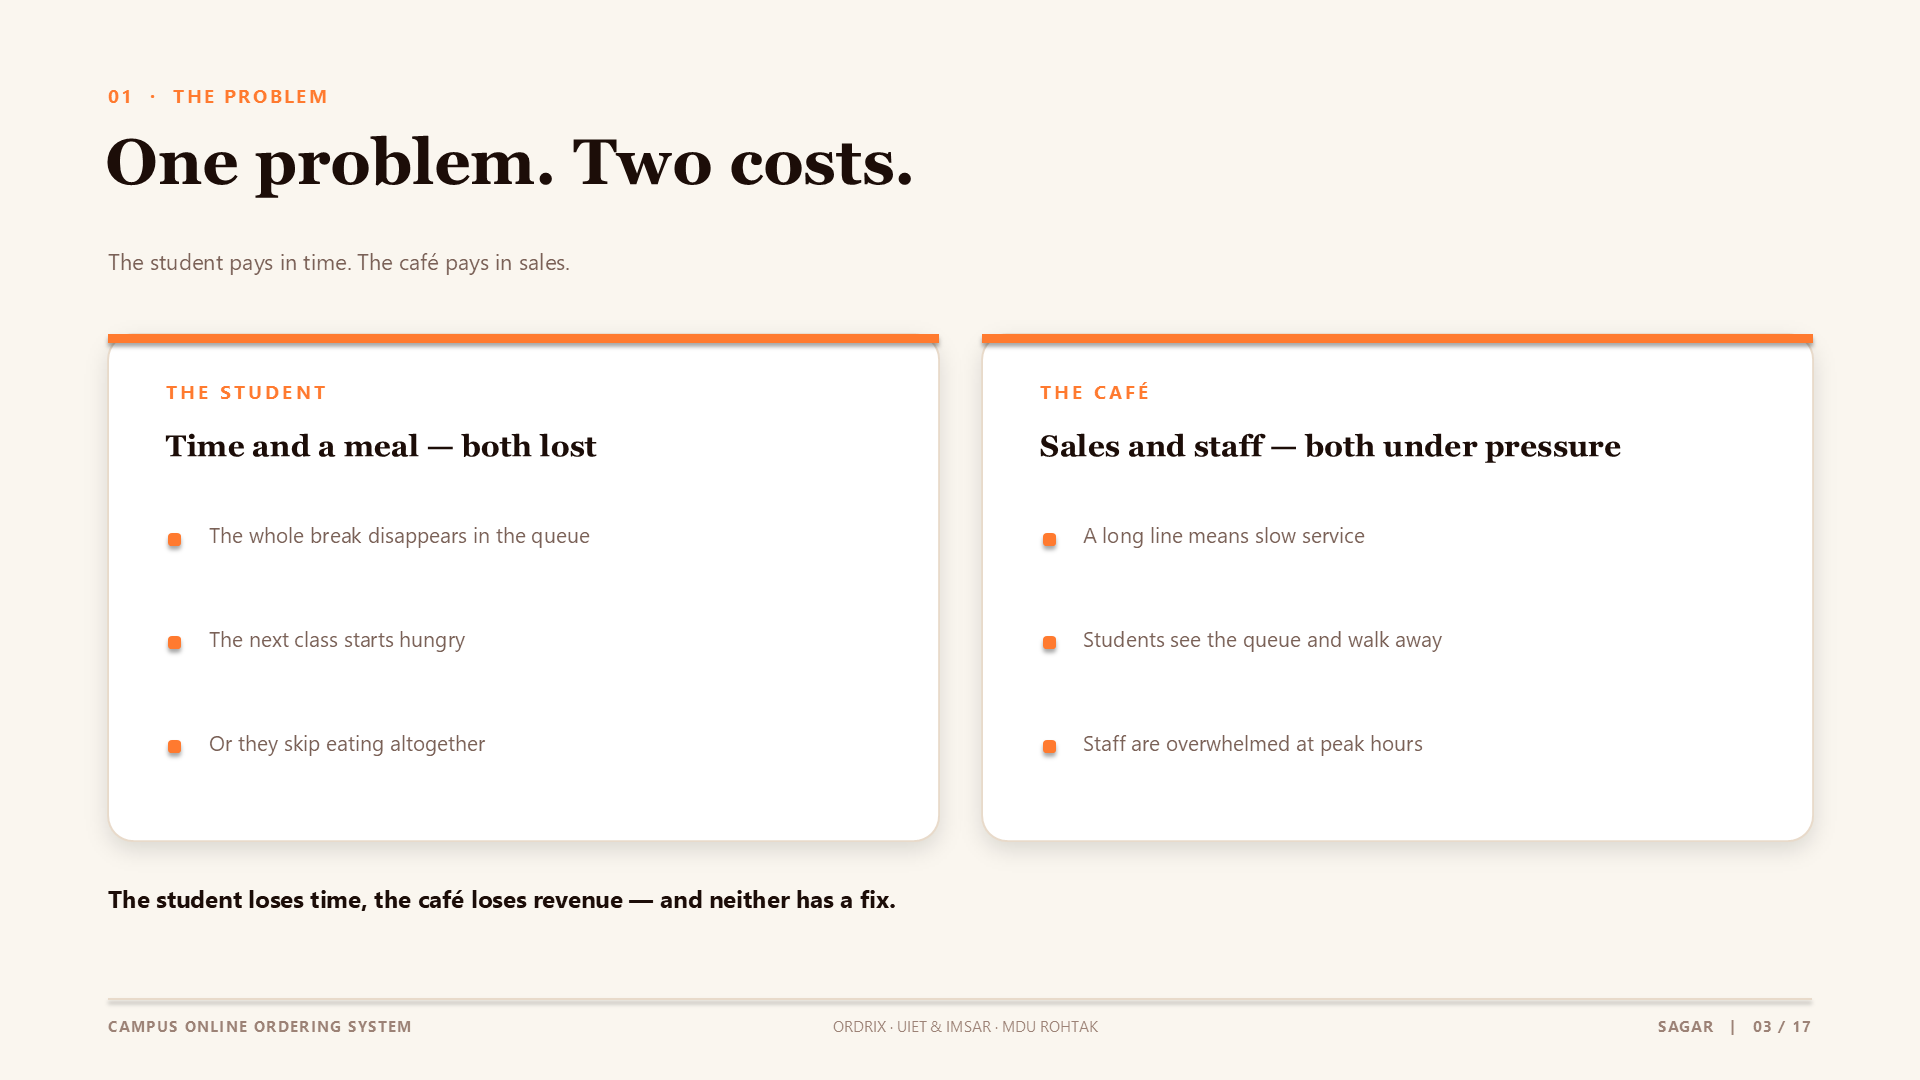 01 · THE PROBLEM
One problem. Two costs.
The student pays in time. The café pays in sales.
THE STUDENT
Time and a meal — both lost
The whole break disappears in the queue
The next class starts hungry
Or they skip eating altogether
THE CAFÉ
Sales and staff — both under pressure
A long line means slow service
Students see the queue and walk away
Staff are overwhelmed at peak hours
The student loses time, the café loses revenue — and neither has a fix.
CAMPUS ONLINE ORDERING SYSTEM
ORDRIX · UIET & IMSAR · MDU ROHTAK
SAGAR | 03 / 17